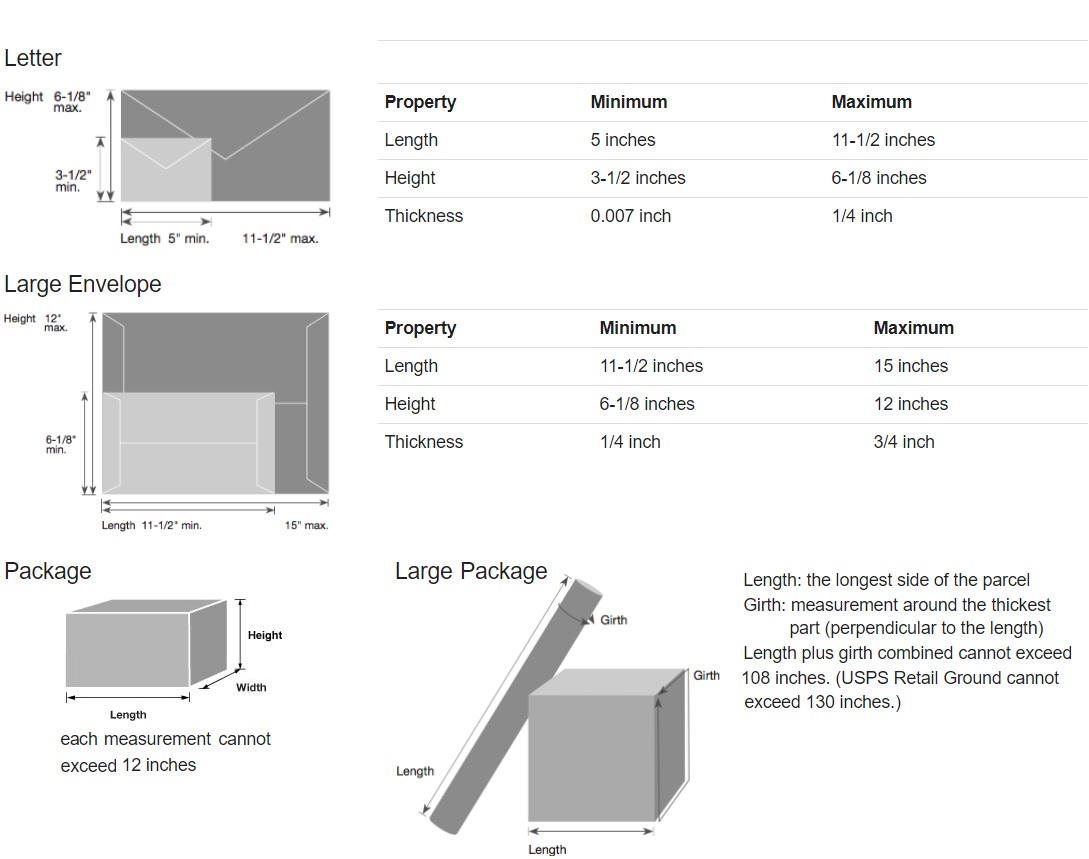 Letter
Height 6-1/8"
max.
3-1/2"
min.
Length 5" min. 11-1/2" max.
Property Minimum Maximum
Length 5 inches 11-1/2 inches
Height 3-1/2 inches 6-1/8 inches
Thickness 0.007 inch 1/4 inch
Large Envelope
Height 12"
max.
6-1/8"
min.
Length 11-1/2" min. 15" max.
Property Minimum Maximum
Length 11-1/2 inches 15 inches
Height 6-1/8 inches 12 inches
Thickness 1/4 inch 3/4 inch
Package
Height
Width
Length
each measurement cannot
exceed 12 inches
Large Package
Girth
Girth
Length
Length
Length: the longest side of the parcel
Girth: measurement around the thickest
part (perpendicular to the length)
Length plus girth combined cannot exceed
108 inches. (USPS Retail Ground cannot
exceed 130 inches.)